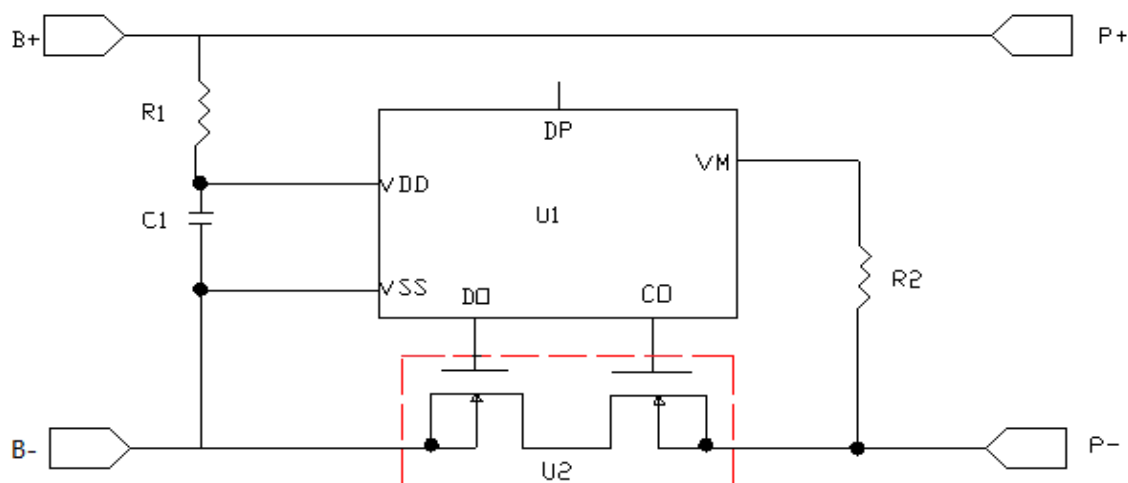 B+
P+
R1
DP
VM
VDD
C1
U1
VSS
DO
CO
R2
B-
U2
P-